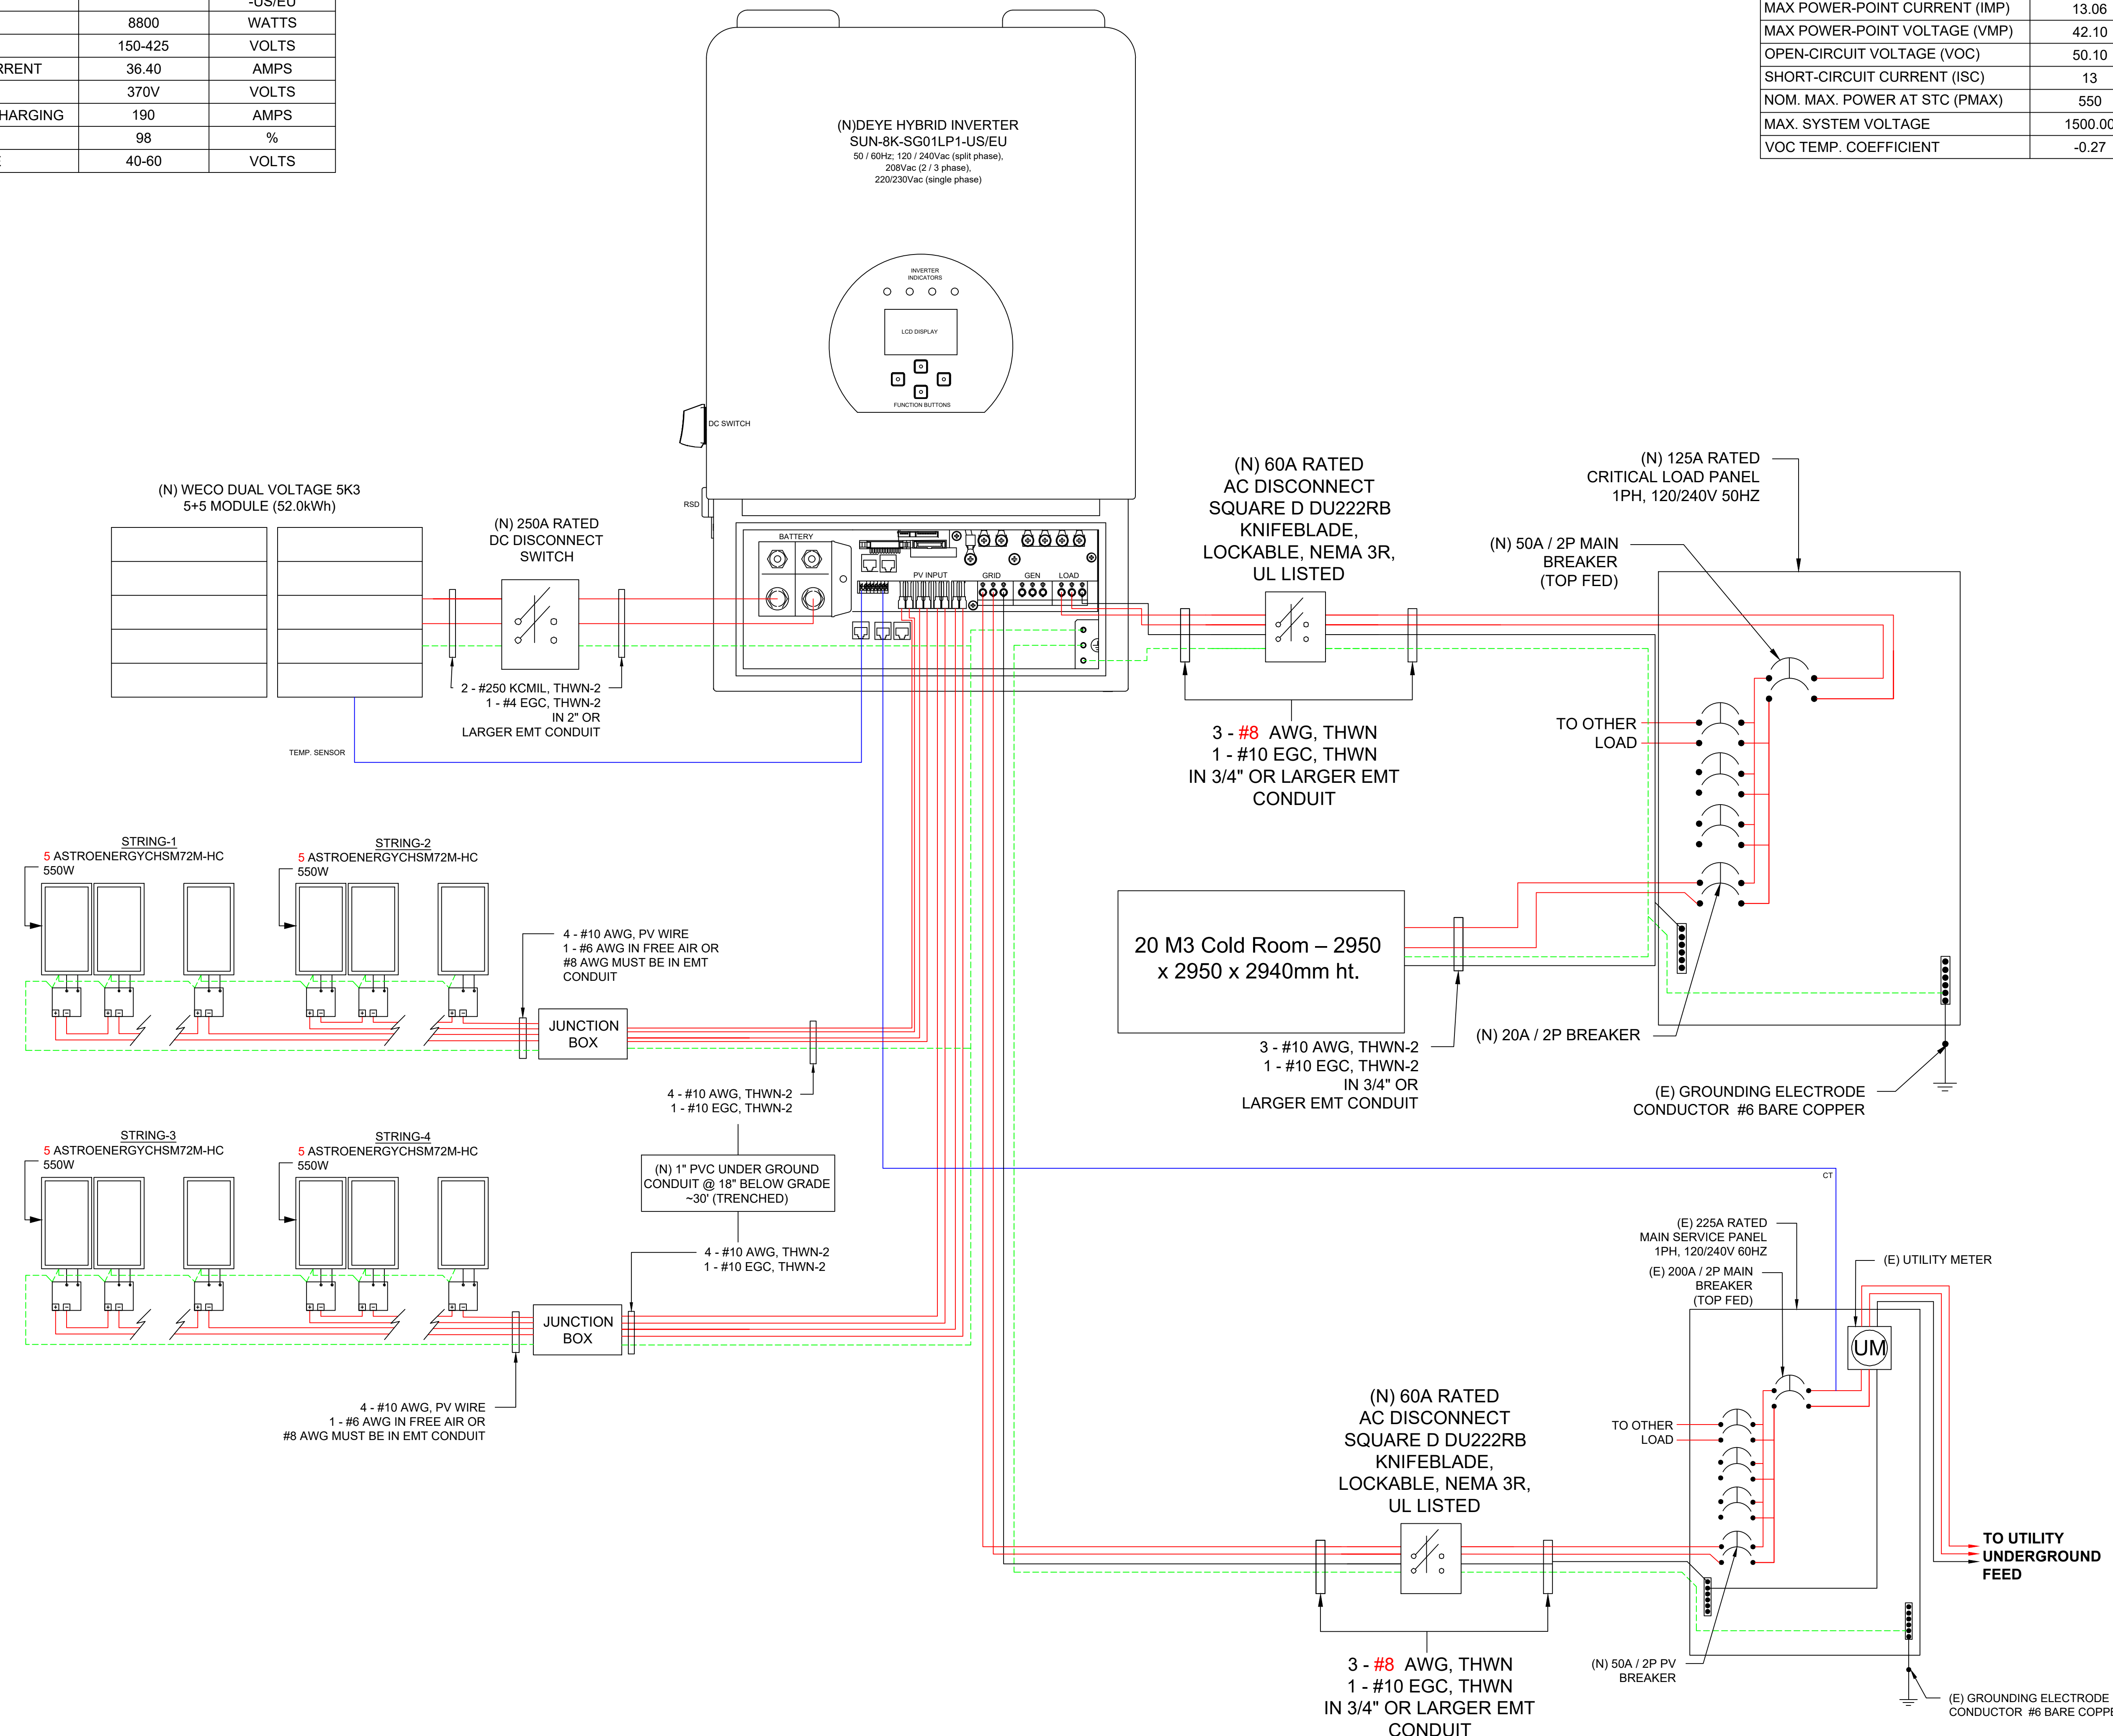 -US/EU
8800 WATTS
150-425 VOLTS
RRENT 36.40 AMPS
370V VOLTS
HARGING 190 AMPS
98 %
E 40-60 VOLTS
MAX POWER-POINT CURRENT (IMP) 13.06
MAX POWER-POINT VOLTAGE (VMP) 42.10
OPEN-CIRCUIT VOLTAGE (VOC) 50.10
SHORT-CIRCUIT CURRENT (ISC) 13
NOM. MAX. POWER AT STC (PMAX) 550
MAX. SYSTEM VOLTAGE 1500.00
VOC TEMP. COEFFICIENT -0.27
(N)DEYE HYBRID INVERTER
SUN-8K-SG01LP1-US/EU
50 / 60Hz; 120 / 240Vac (split phase),
208Vac (2 / 3 phase),
220/230Vac (single phase)
INVERTER
INDICATORS
LCD DISPLAY
FUNCTION BUTTONS
DC SWITCH
RSD
BATTERY
PV INPUT
GRID
GEN
LOAD
(N) WECO DUAL VOLTAGE 5K3
5+5 MODULE (52.0kWh)
(N) 250A RATED
DC DISCONNECT
SWITCH
2 - #250 KCMIL, THWN-2
1 - #4 EGC, THWN-2
IN 2" OR
LARGER EMT CONDUIT
TEMP. SENSOR
(N) 60A RATED
AC DISCONNECT
SQUARE D DU222RB
KNIFEBLADE,
LOCKABLE, NEMA 3R,
UL LISTED
3 - #8 AWG, THWN
1 - #10 EGC, THWN
IN 3/4" OR LARGER EMT
CONDUIT
(N) 125A RATED
CRITICAL LOAD PANEL
1PH, 120/240V 50HZ
(N) 50A / 2P MAIN
BREAKER
(TOP FED)
TO OTHER
LOAD
20 M3 Cold Room – 2950
x 2950 x 2940mm ht.
3 - #10 AWG, THWN-2
1 - #10 EGC, THWN-2
IN 3/4" OR
LARGER EMT CONDUIT
(N) 20A / 2P BREAKER
(E) GROUNDING ELECTRODE
CONDUCTOR #6 BARE COPPER
STRING-1
5 ASTROENERGYCHSM72M-HC
550W
STRING-2
5 ASTROENERGYCHSM72M-HC
550W
4 - #10 AWG, PV WIRE
1 - #6 AWG IN FREE AIR OR
#8 AWG MUST BE IN EMT
CONDUIT
JUNCTION
BOX
4 - #10 AWG, THWN-2
1 - #10 EGC, THWN-2
(N) 1" PVC UNDER GROUND
CONDUIT @ 18" BELOW GRADE
~30' (TRENCHED)
4 - #10 AWG, THWN-2
1 - #10 EGC, THWN-2
STRING-3
5 ASTROENERGYCHSM72M-HC
550W
STRING-4
5 ASTROENERGYCHSM72M-HC
550W
JUNCTION
BOX
4 - #10 AWG, PV WIRE
1 - #6 AWG IN FREE AIR OR
#8 AWG MUST BE IN EMT CONDUIT
CT
(E) 225A RATED
MAIN SERVICE PANEL
1PH, 120/240V 60HZ
(E) 200A / 2P MAIN
BREAKER
(TOP FED)
(E) UTILITY METER
UM
TO OTHER
LOAD
(N) 60A RATED
AC DISCONNECT
SQUARE D DU222RB
KNIFEBLADE,
LOCKABLE, NEMA 3R,
UL LISTED
3 - #8 AWG, THWN
1 - #10 EGC, THWN
IN 3/4" OR LARGER EMT
CONDUIT
TO UTILITY
UNDERGROUND
FEED
(N) 50A / 2P PV
BREAKER
(E) GROUNDING ELECTRODE
CONDUCTOR #6 BARE COPPE